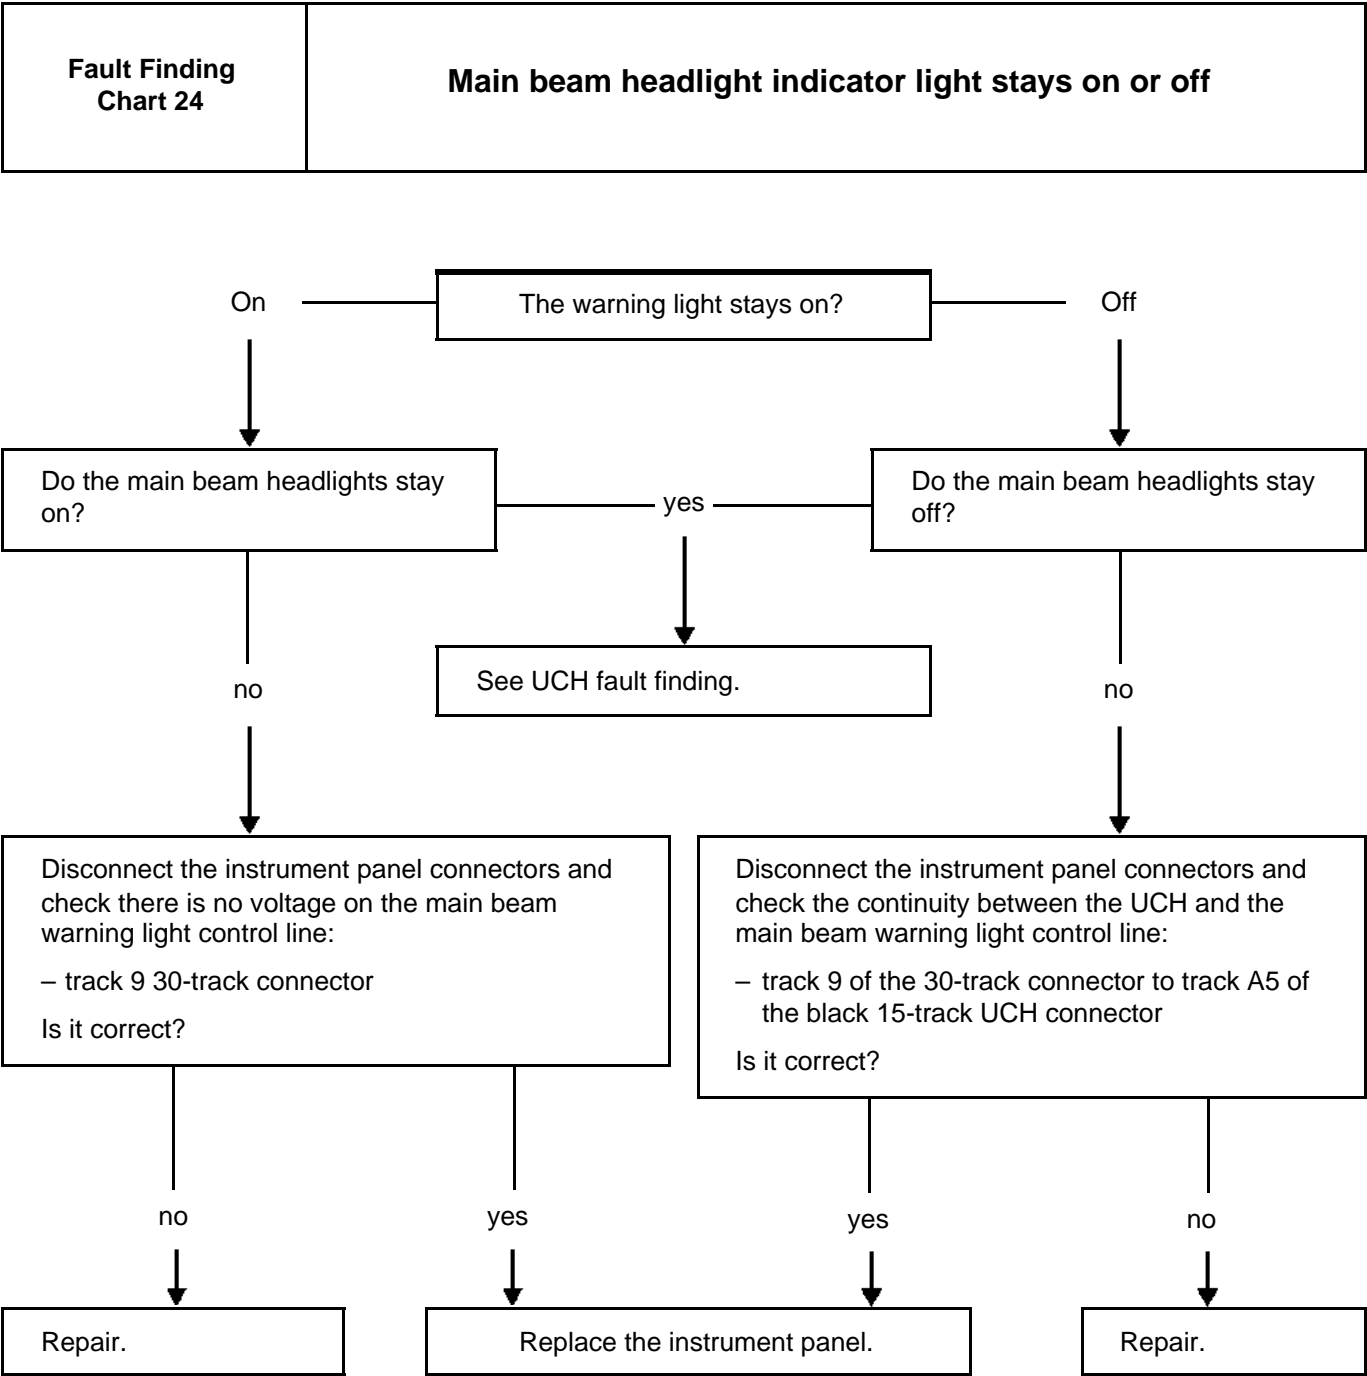 Fault Finding
Chart 24
Main beam headlight indicator light stays on or off
On
The warning light stays on?
Off
Do the main beam headlights stay
on?
yes
Do the main beam headlights stay
off?
no
See UCH fault finding.
no
Disconnect the instrument panel connectors and
check there is no voltage on the main beam
warning light control line:
– track 9 30-track connector
Is it correct?
Disconnect the instrument panel connectors and
check the continuity between the UCH and the
main beam warning light control line:
– track 9 of the 30-track connector to track A5 of
the black 15-track UCH connector
Is it correct?
no
yes
yes
no
Repair.
Replace the instrument panel.
Repair.